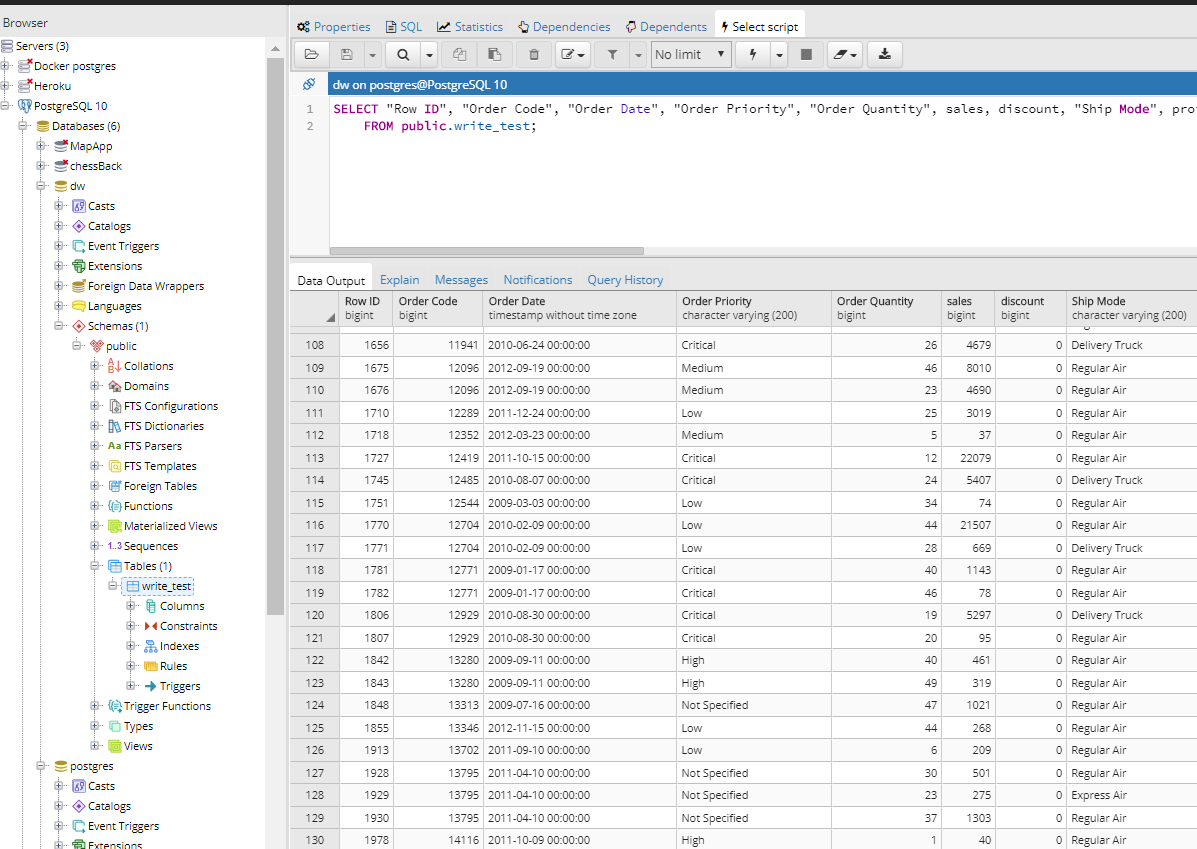 Browser
Servers (3)
Docker postgres
Heroku
PostgreSQL 10
Databases (6)
MapApp
chessBack
dw
Casts
Catalogs
Event Triggers
Extensions
Foreign Data Wrappers
Languages
Schemas (1)
public
Collations
Domains
FTS Configurations
FTS Dictionaries
Aa FTS Parsers
FTS Templates
Foreign Tables
Functions
Materialized Views
1..3 Sequences
Tables (1)
write_test
Columns
Constraints
Indexes
Rules
Triggers
Trigger Functions
Types
Views
postgres
Casts
Catalogs
Event Triggers
Extensions
Properties SQL Statistics Dependencies Dependents Select script
No limit
dw on postgres@PostgreSQL 10
1 SELECT "Row ID", "Order Code", "Order Date", "Order Priority", "Order Quantity", sales, discount, "Ship Mode", pro
2 FROM public.write_test;
Data Output Explain Messages Notifications Query History
Row ID Order Code Order Date Order Priority Order Quantity sales discount Ship Mode
bigint bigint timestamp without time zone character varying (200) bigint bigint bigint character varying (200)
108 1656 11941 2010-06-24 00:00:00 Critical 26 4679 0 Delivery Truck
109 1675 12096 2012-09-19 00:00:00 Medium 46 8010 0 Regular Air
110 1676 12096 2012-09-19 00:00:00 Medium 23 4690 0 Regular Air
111 1710 12289 2011-12-24 00:00:00 Low 25 3019 0 Regular Air
112 1718 12352 2012-03-23 00:00:00 Medium 5 37 0 Regular Air
113 1727 12419 2011-10-15 00:00:00 Critical 12 22079 0 Regular Air
114 1745 12485 2010-08-07 00:00:00 Critical 24 5407 0 Delivery Truck
115 1751 12544 2009-03-03 00:00:00 Low 34 74 0 Regular Air
116 1770 12704 2010-02-09 00:00:00 Low 44 21507 0 Regular Air
117 1771 12704 2010-02-09 00:00:00 Low 28 669 0 Delivery Truck
118 1781 12771 2009-01-17 00:00:00 Critical 40 1143 0 Regular Air
119 1782 12771 2009-01-17 00:00:00 Critical 46 78 0 Regular Air
120 1806 12929 2010-08-30 00:00:00 Critical 19 5297 0 Delivery Truck
121 1807 12929 2010-08-30 00:00:00 Critical 20 95 0 Regular Air
122 1842 13280 2009-09-11 00:00:00 High 40 461 0 Regular Air
123 1843 13280 2009-09-11 00:00:00 High 49 319 0 Regular Air
124 1848 13313 2009-07-16 00:00:00 Not Specified 47 1021 0 Regular Air
125 1855 13346 2012-11-15 00:00:00 Low 44 268 0 Regular Air
126 1913 13702 2011-09-10 00:00:00 Low 6 209 0 Regular Air
127 1928 13795 2011-04-10 00:00:00 Not Specified 30 501 0 Regular Air
128 1929 13795 2011-04-10 00:00:00 Not Specified 23 275 0 Express Air
129 1930 13795 2011-04-10 00:00:00 Not Specified 37 1303 0 Regular Air
130 1978 14116 2011-10-09 00:00:00 High 1 40 0 Regular Air